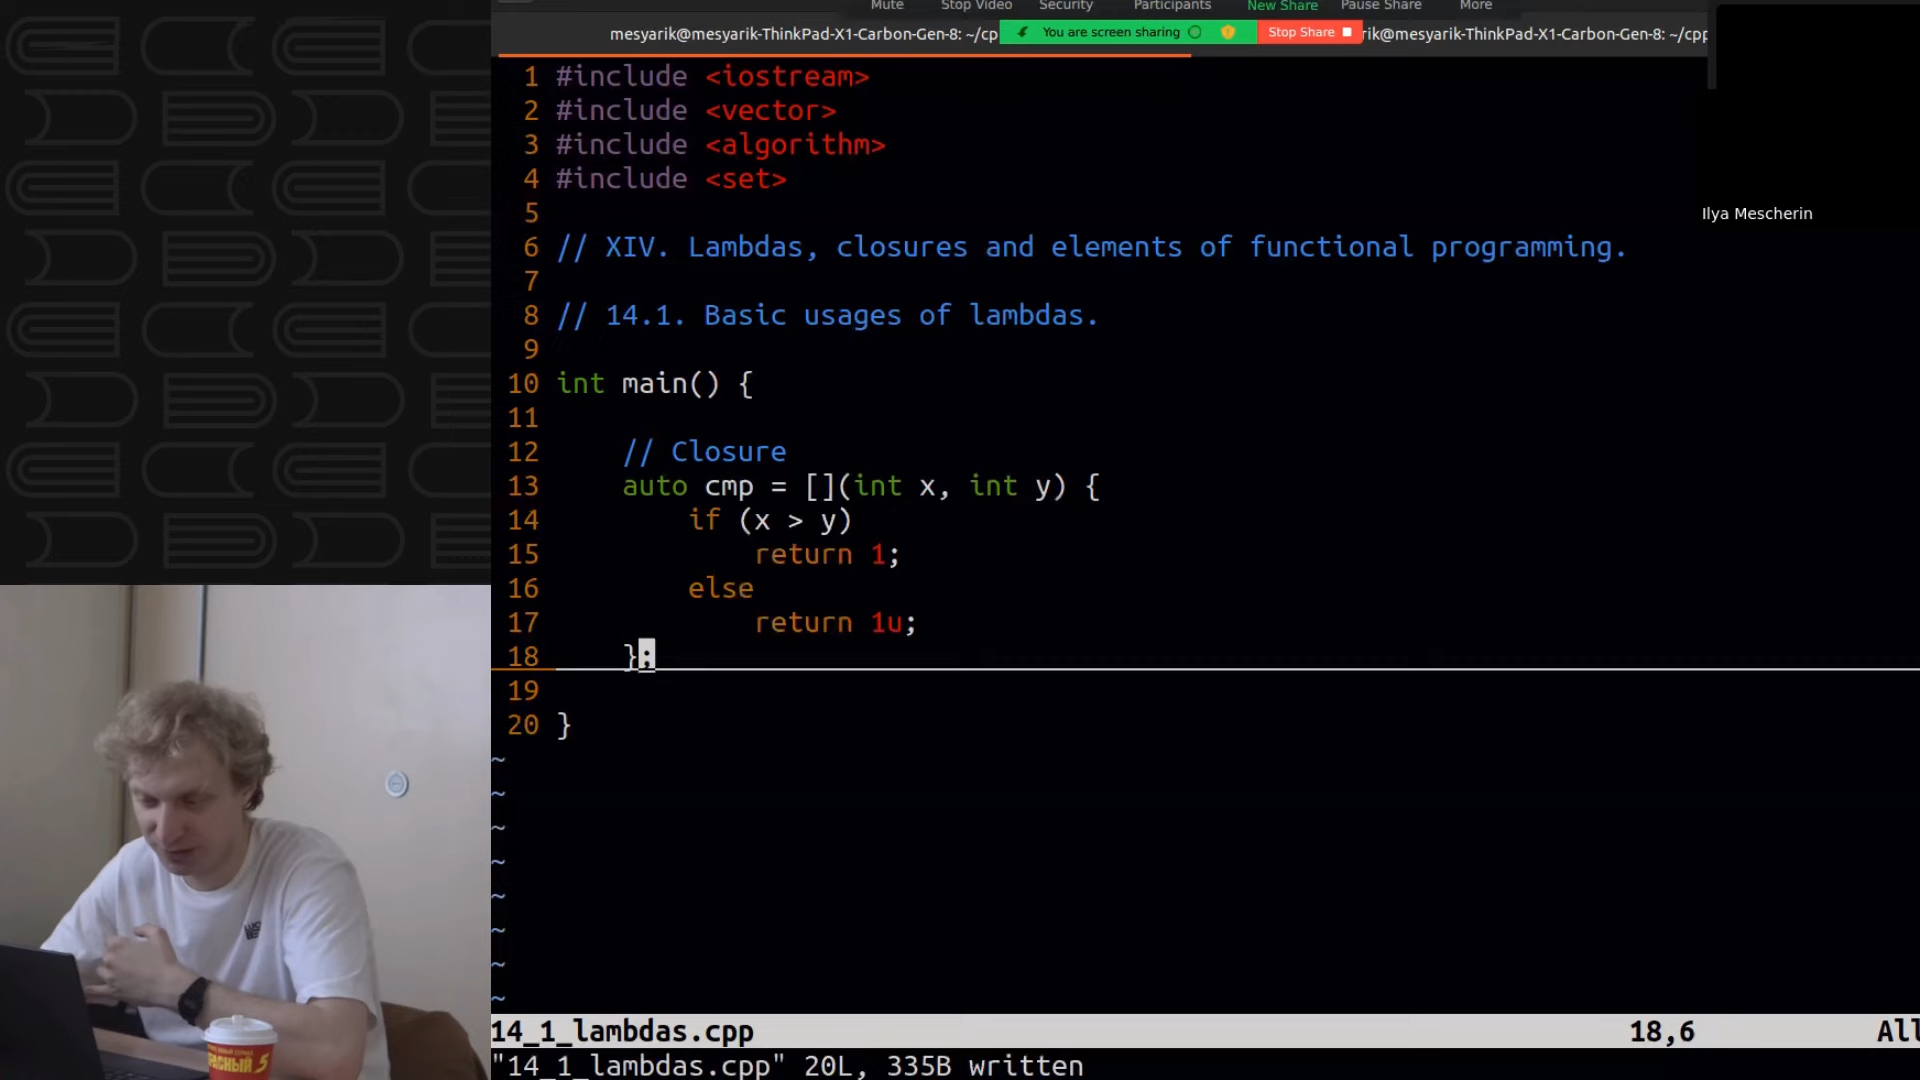 Mute Stop Video Security Participants New Share Pause Share More
mesyarik@mesyarik-ThinkPad-X1-Carbon-Gen-8: ~/cp You are screen sharing Stop Share rik@mesyarik-ThinkPad-X1-Carbon-Gen-8: ~/cpp
Ilya Mescherin
1 #include <iostream>
2 #include <vector>
3 #include <algorithm>
4 #include <set>
5
6 // XIV. Lambdas, closures and elements of functional programming.
7
8 // 14.1. Basic usages of lambdas.
9
10 int main() {
11
12     // Closure
13     auto cmp = [](int x, int y) {
14         if (x > y)
15             return 1;
16         else
17             return 1u;
18     };
19
20 }
~
~
~
~
~
~
~
~
14_1_lambdas.cpp 18,6 All
"14_1_lambdas.cpp" 20L, 335B written
КРАСНЫЙ 5